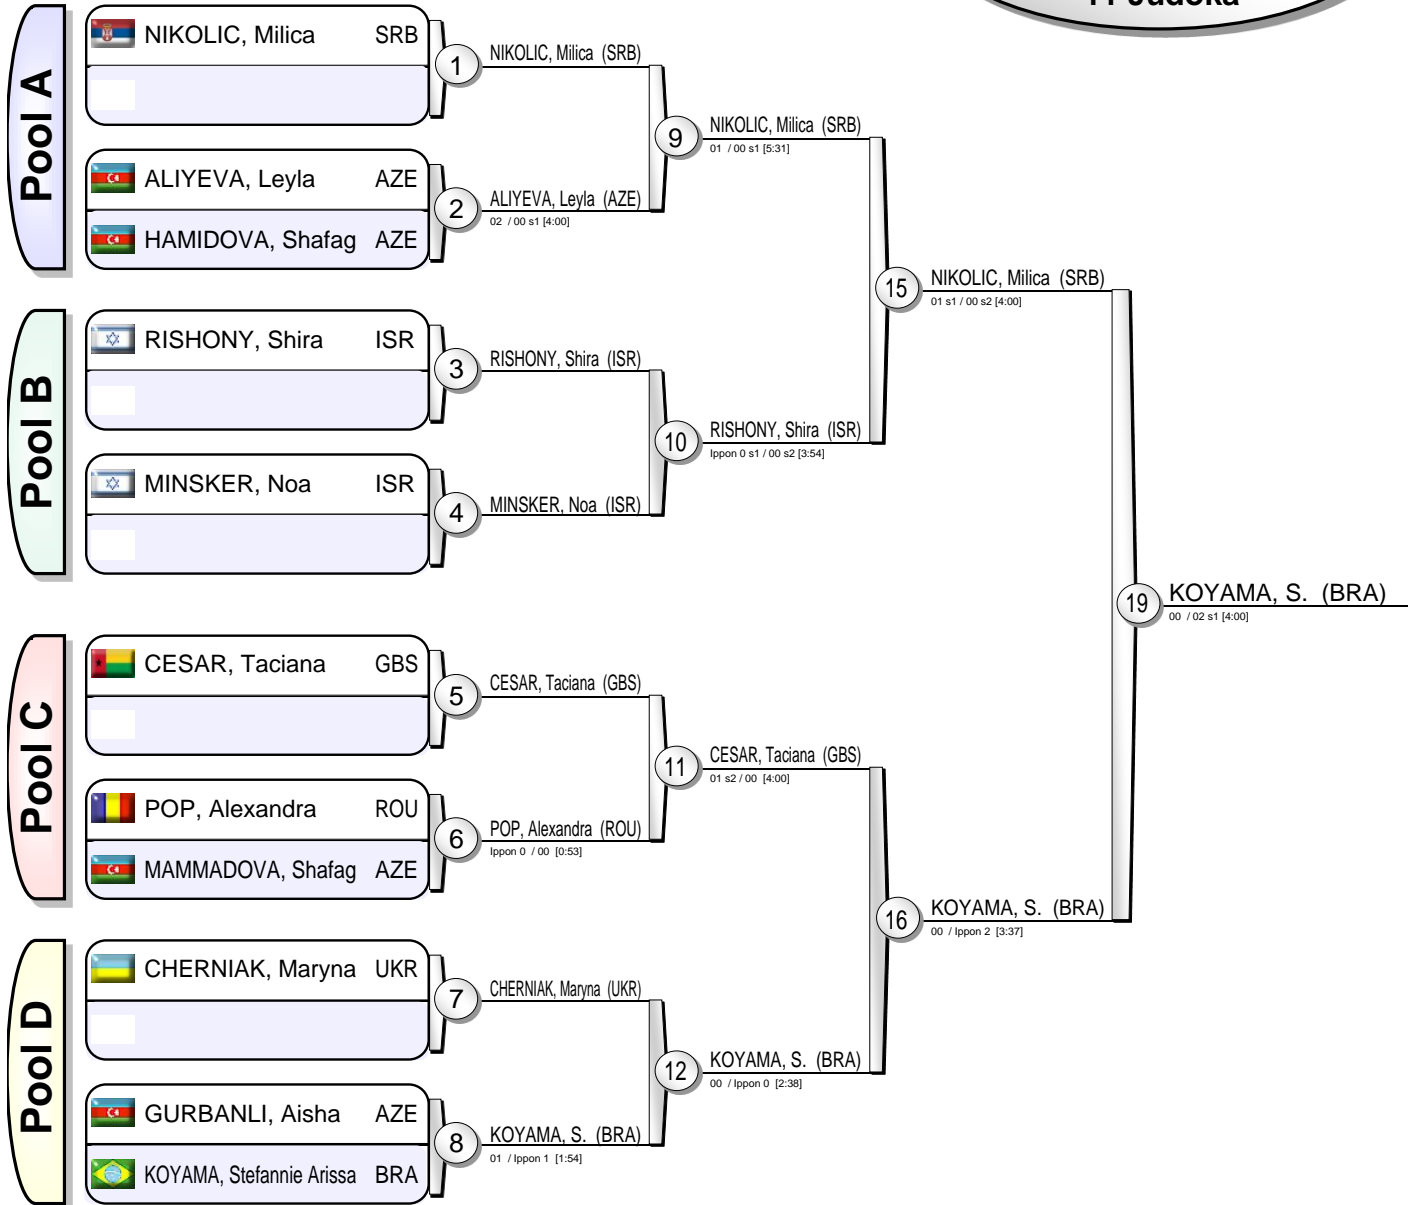 11 Judoka
Pool A
NIKOLIC, Milica SRB
1
NIKOLIC, Milica (SRB)
ALIYEVA, Leyla AZE
HAMIDOVA, Shafag AZE
2
ALIYEVA, Leyla (AZE)
02 / 00 s1 [4:00]
9
NIKOLIC, Milica (SRB)
01 / 00 s1 [5:31]
Pool B
RISHONY, Shira ISR
3
RISHONY, Shira (ISR)
MINSKER, Noa ISR
4
MINSKER, Noa (ISR)
10
RISHONY, Shira (ISR)
Ippon 0 s1 / 00 s2 [3:54]
15
NIKOLIC, Milica (SRB)
01 s1 / 00 s2 [4:00]
Pool C
CESAR, Taciana GBS
5
CESAR, Taciana (GBS)
POP, Alexandra ROU
MAMMADOVA, Shafag AZE
6
POP, Alexandra (ROU)
Ippon 0 / 00 [0:53]
11
CESAR, Taciana (GBS)
01 s2 / 00 [4:00]
Pool D
CHERNIAK, Maryna UKR
7
CHERNIAK, Maryna (UKR)
GURBANLI, Aisha AZE
KOYAMA, Stefannie Arissa BRA
8
KOYAMA, S. (BRA)
01 / Ippon 1 [1:54]
12
KOYAMA, S. (BRA)
00 / Ippon 0 [2:38]
16
KOYAMA, S. (BRA)
00 / Ippon 2 [3:37]
19
KOYAMA, S. (BRA)
00 / 02 s1 [4:00]